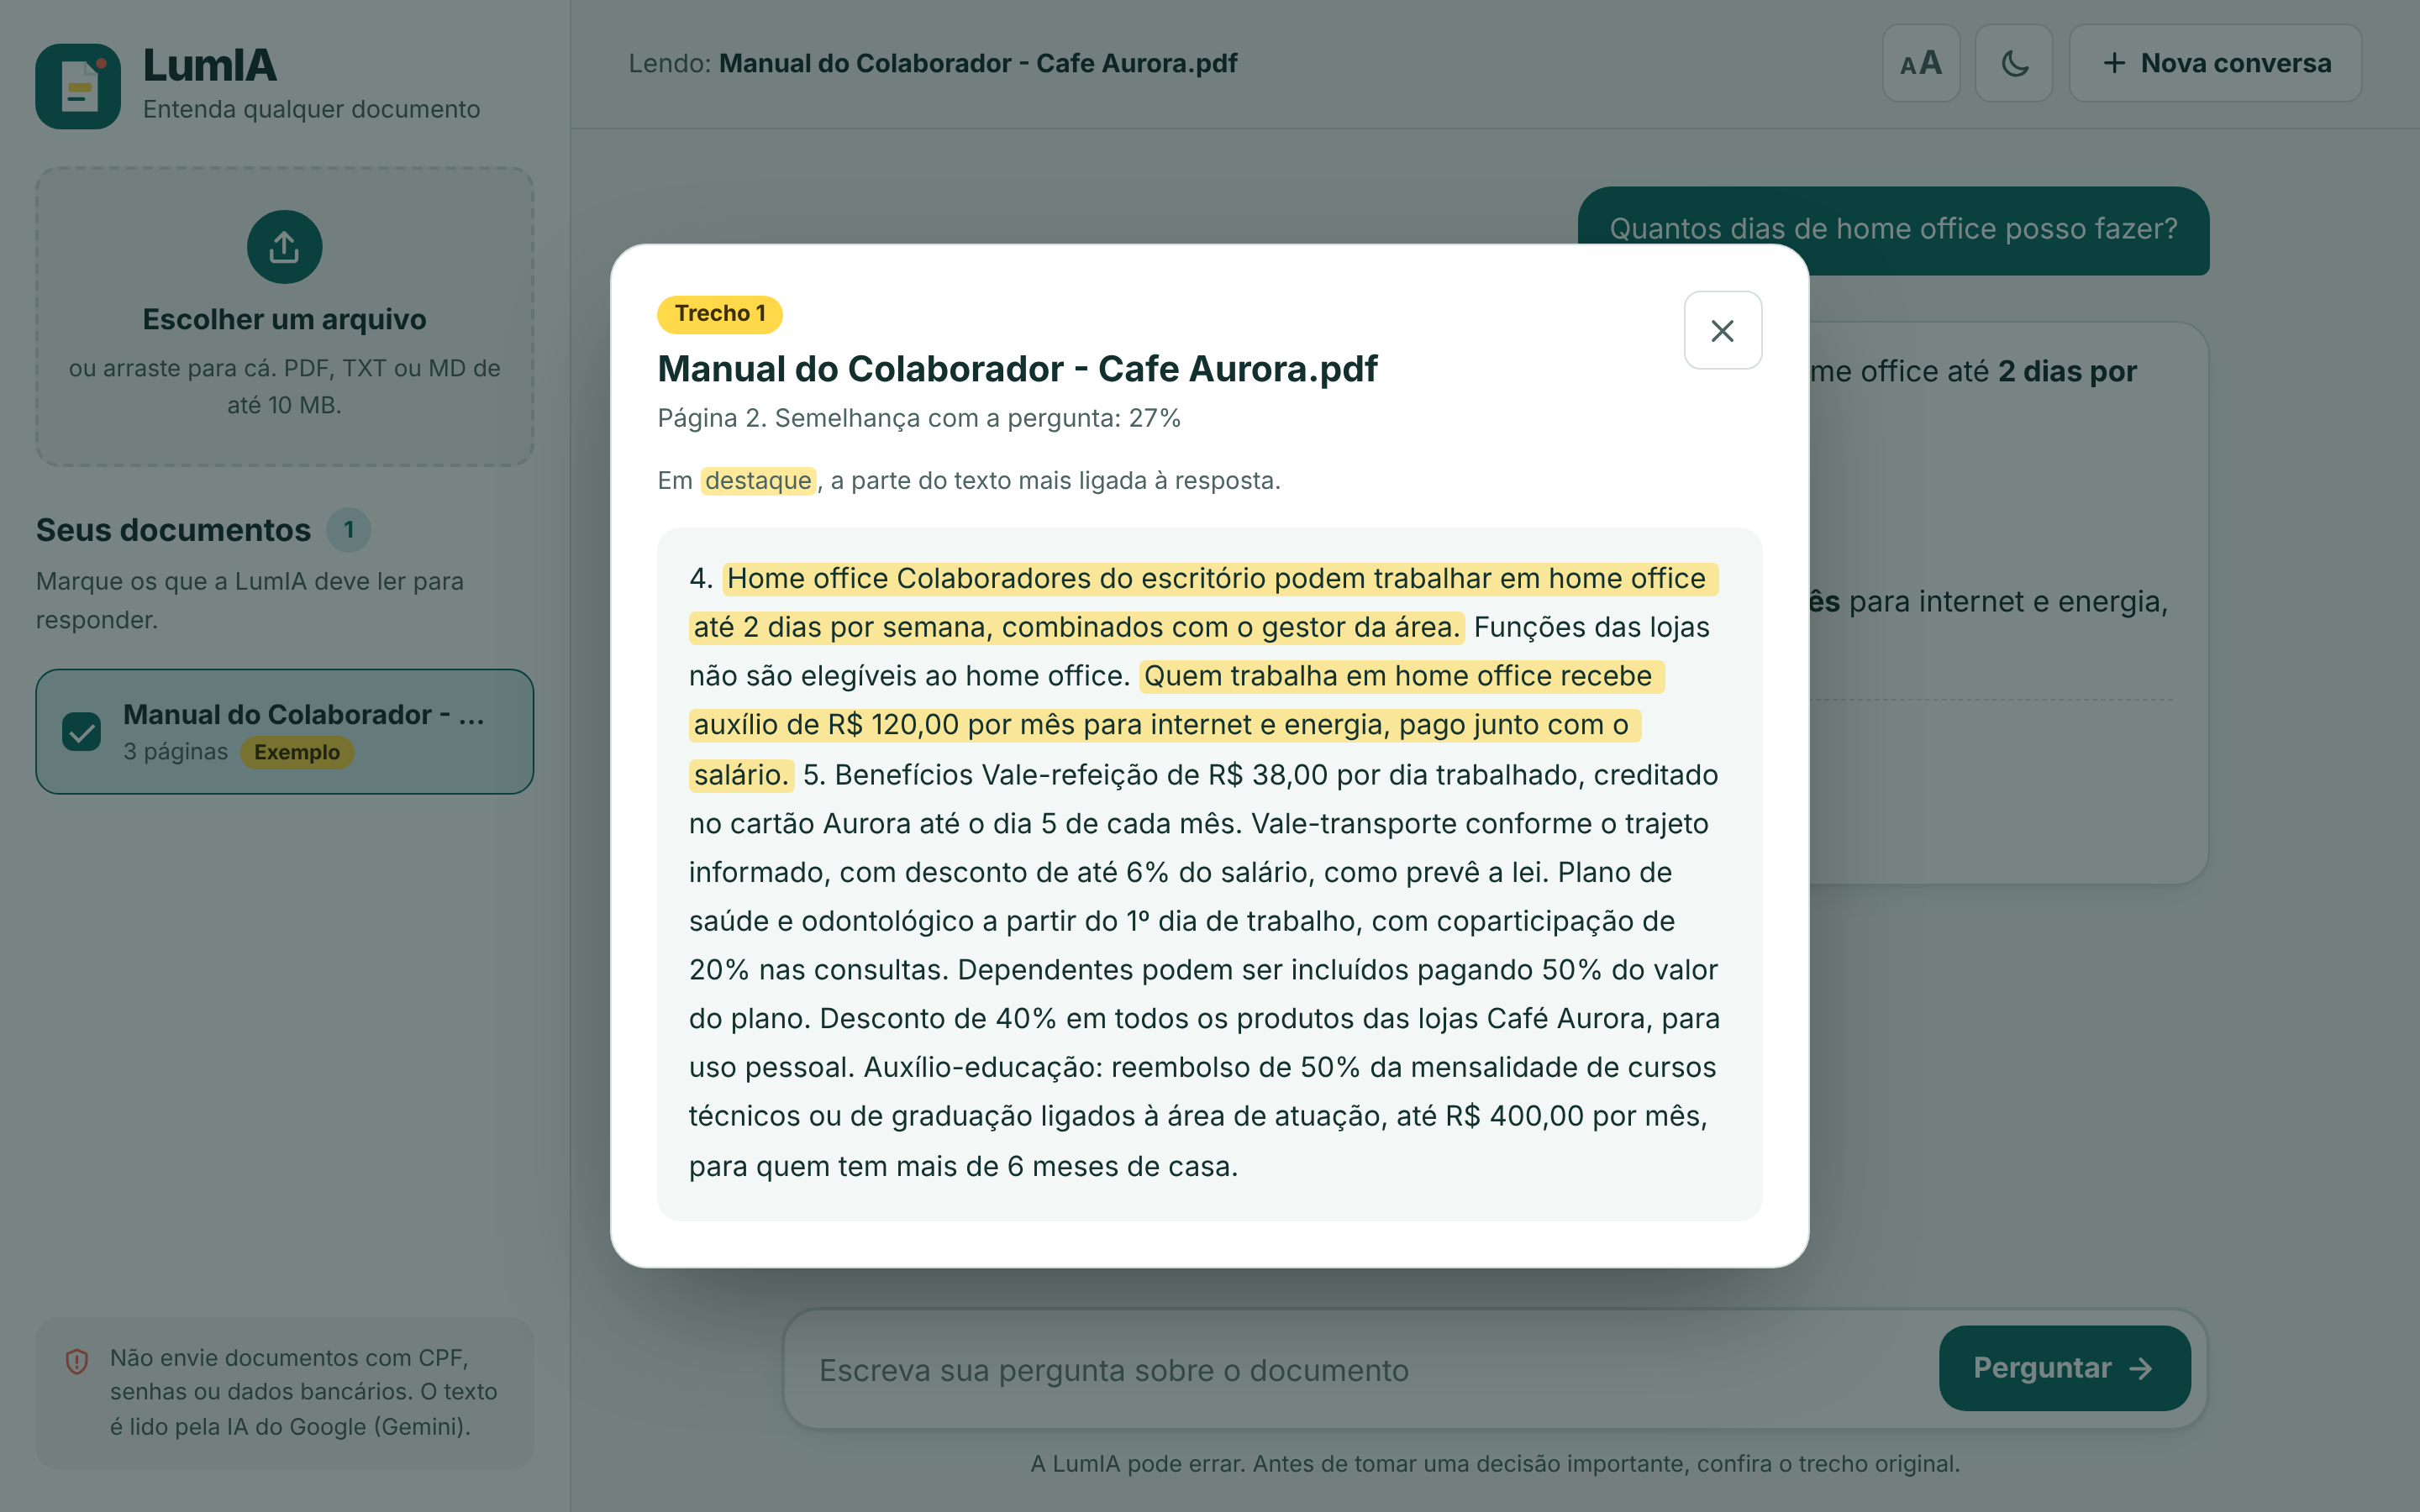 LumIA
Entenda qualquer documento
Escolher um arquivo
ou arraste para cá. PDF, TXT ou MD de
até 10 MB.
Seus documentos 1
Marque os que a LumIA deve ler para
responder.
Manual do Colaborador - ...
3 páginas Exemplo
Não envie documentos com CPF,
senhas ou dados bancários. O texto
é lido pela IA do Google (Gemini).
Lendo: Manual do Colaborador - Cafe Aurora.pdf
AA
Nova conversa
Quantos dias de home office posso fazer?
me office até 2 dias por
ês para internet e energia,
Trecho 1
Manual do Colaborador - Cafe Aurora.pdf
Página 2. Semelhança com a pergunta: 27%
Em destaque, a parte do texto mais ligada à resposta.
4. Home office Colaboradores do escritório podem trabalhar em home office
até 2 dias por semana, combinados com o gestor da área. Funções das lojas
não são elegíveis ao home office. Quem trabalha em home office recebe
auxílio de R$ 120,00 por mês para internet e energia, pago junto com o
salário. 5. Benefícios Vale-refeição de R$ 38,00 por dia trabalhado, creditado
no cartão Aurora até o dia 5 de cada mês. Vale-transporte conforme o trajeto
informado, com desconto de até 6% do salário, como prevê a lei. Plano de
saúde e odontológico a partir do 1º dia de trabalho, com coparticipação de
20% nas consultas. Dependentes podem ser incluídos pagando 50% do valor
do plano. Desconto de 40% em todos os produtos das lojas Café Aurora, para
uso pessoal. Auxílio-educação: reembolso de 50% da mensalidade de cursos
técnicos ou de graduação ligados à área de atuação, até R$ 400,00 por mês,
para quem tem mais de 6 meses de casa.
Escreva sua pergunta sobre o documento
Perguntar
A LumIA pode errar. Antes de tomar uma decisão importante, confira o trecho original.